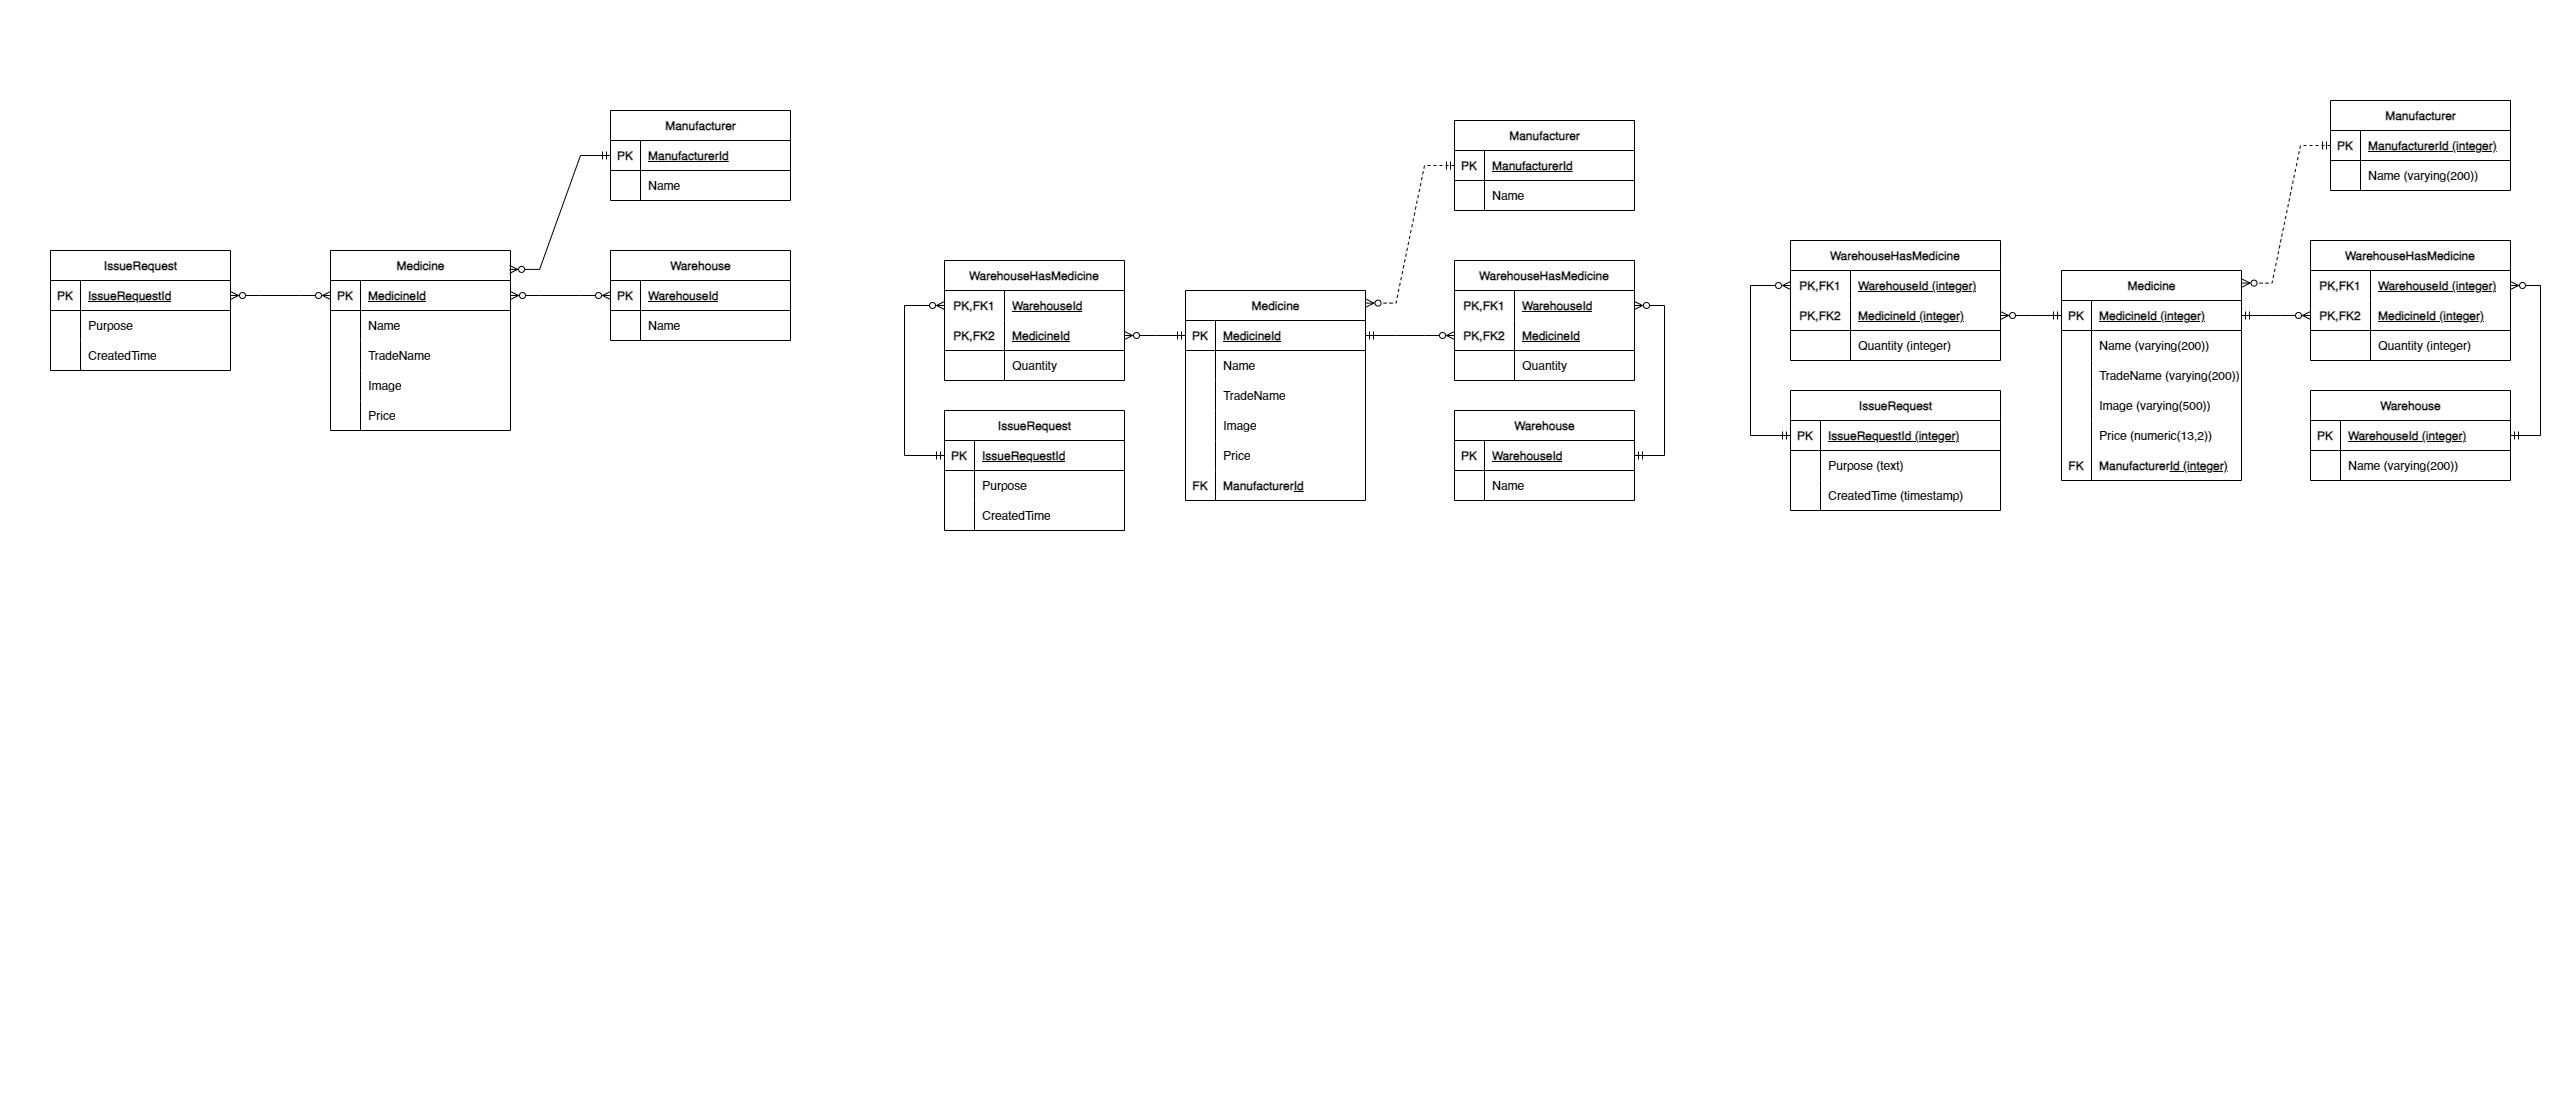 IssueRequest
PK IssueRequestId
Purpose
CreatedTime
Medicine
PK MedicineId
Name
TradeName
Image
Price
Manufacturer
PK ManufacturerId
Name
Warehouse
PK WarehouseId
Name
WarehouseHasMedicine
PK,FK1 WarehouseId
PK,FK2 MedicineId
Quantity
IssueRequest
PK IssueRequestId
Purpose
CreatedTime
Medicine
PK MedicineId
Name
TradeName
Image
Price
FK ManufacturerId
Manufacturer
PK ManufacturerId
Name
WarehouseHasMedicine
PK,FK1 WarehouseId
PK,FK2 MedicineId
Quantity
Warehouse
PK WarehouseId
Name
WarehouseHasMedicine
PK,FK1 WarehouseId (integer)
PK,FK2 MedicineId (integer)
Quantity (integer)
IssueRequest
PK IssueRequestId (integer)
Purpose (text)
CreatedTime (timestamp)
Medicine
PK MedicineId (integer)
Name (varying(200))
TradeName (varying(200))
Image (varying(500))
Price (numeric(13,2))
FK ManufacturerId (integer)
Manufacturer
PK ManufacturerId (integer)
Name (varying(200))
WarehouseHasMedicine
PK,FK1 WarehouseId (integer)
PK,FK2 MedicineId (integer)
Quantity (integer)
Warehouse
PK WarehouseId (integer)
Name (varying(200))